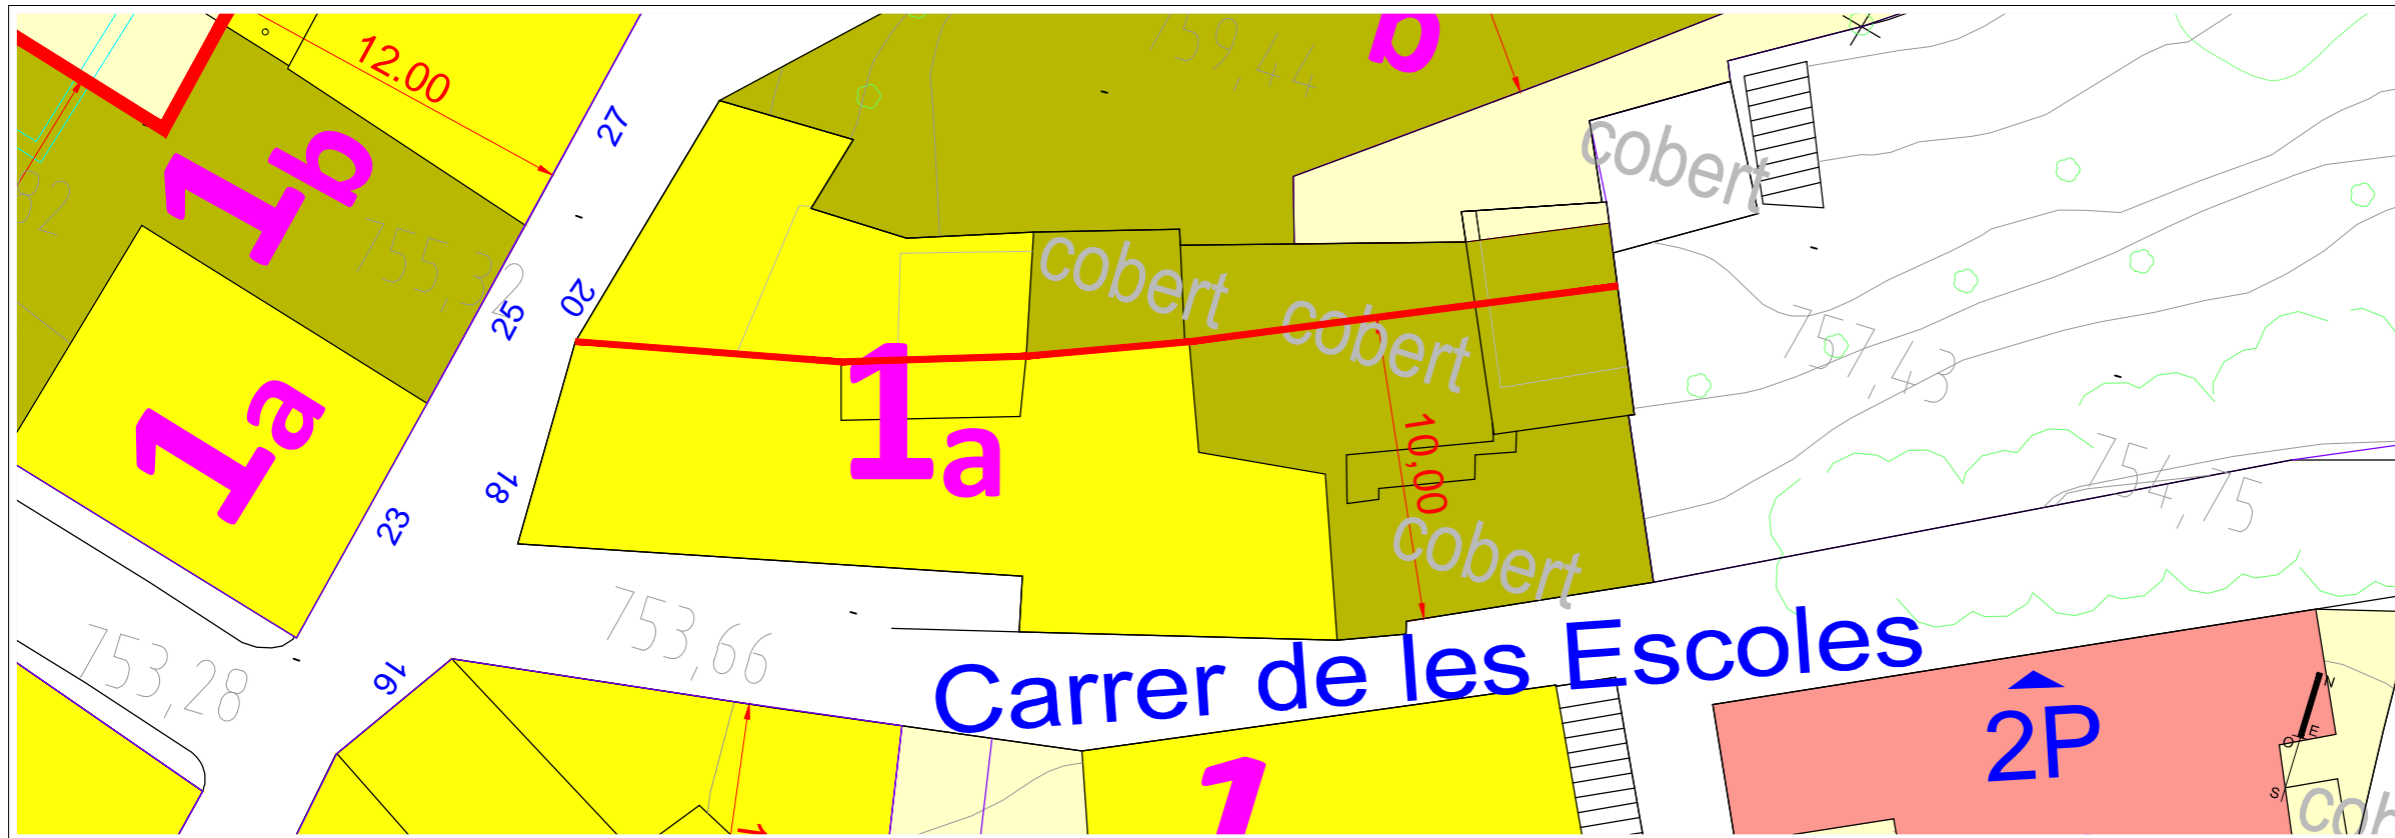 12.00
759,44
b
27
cobert
1b
755,32
25
20
cobert
cobert
757,43
1a
1a
10,00
18
23
754,75
cobert
753,66
753,28
16
Carrer de les Escoles
2P
N
E
O
S
1